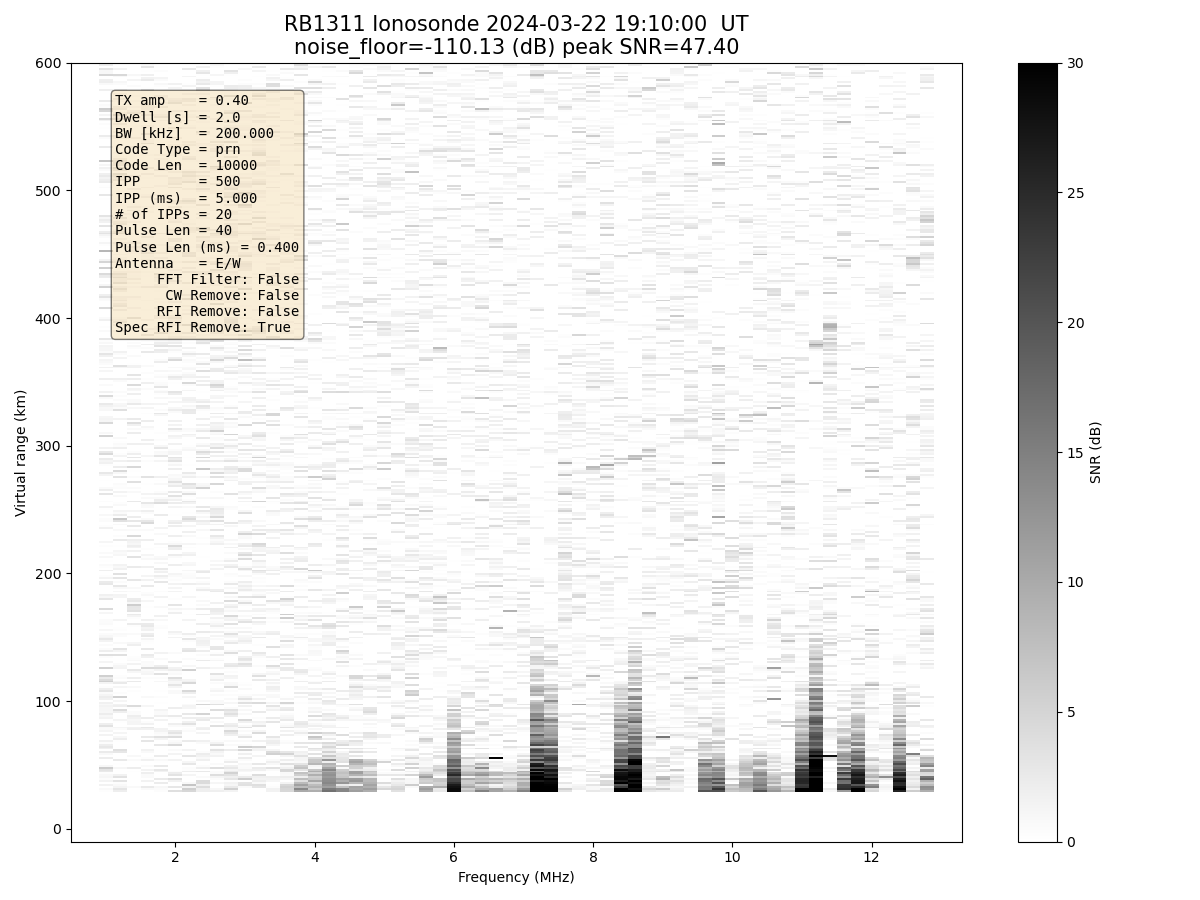 RB1311 Ionosonde 2024-03-22 19:10:00  UT
noise_floor=-110.13 (dB) peak SNR=47.40
TX amp    = 0.40
Dwell [s] = 2.0
BW [kHz]  = 200.000
Code Type = prn
Code Len  = 10000
IPP       = 500
IPP (ms)  = 5.000
# of IPPs = 20
Pulse Len = 40
Pulse Len (ms) = 0.400
Antenna   = E/W
FFT Filter: False
CW Remove: False
RFI Remove: False
Spec RFI Remove: True
Virtual range (km)
600
500
400
300
200
100
0
2
4
6
8
10
12
Frequency (MHz)
30
25
20
15
10
5
0
SNR (dB)